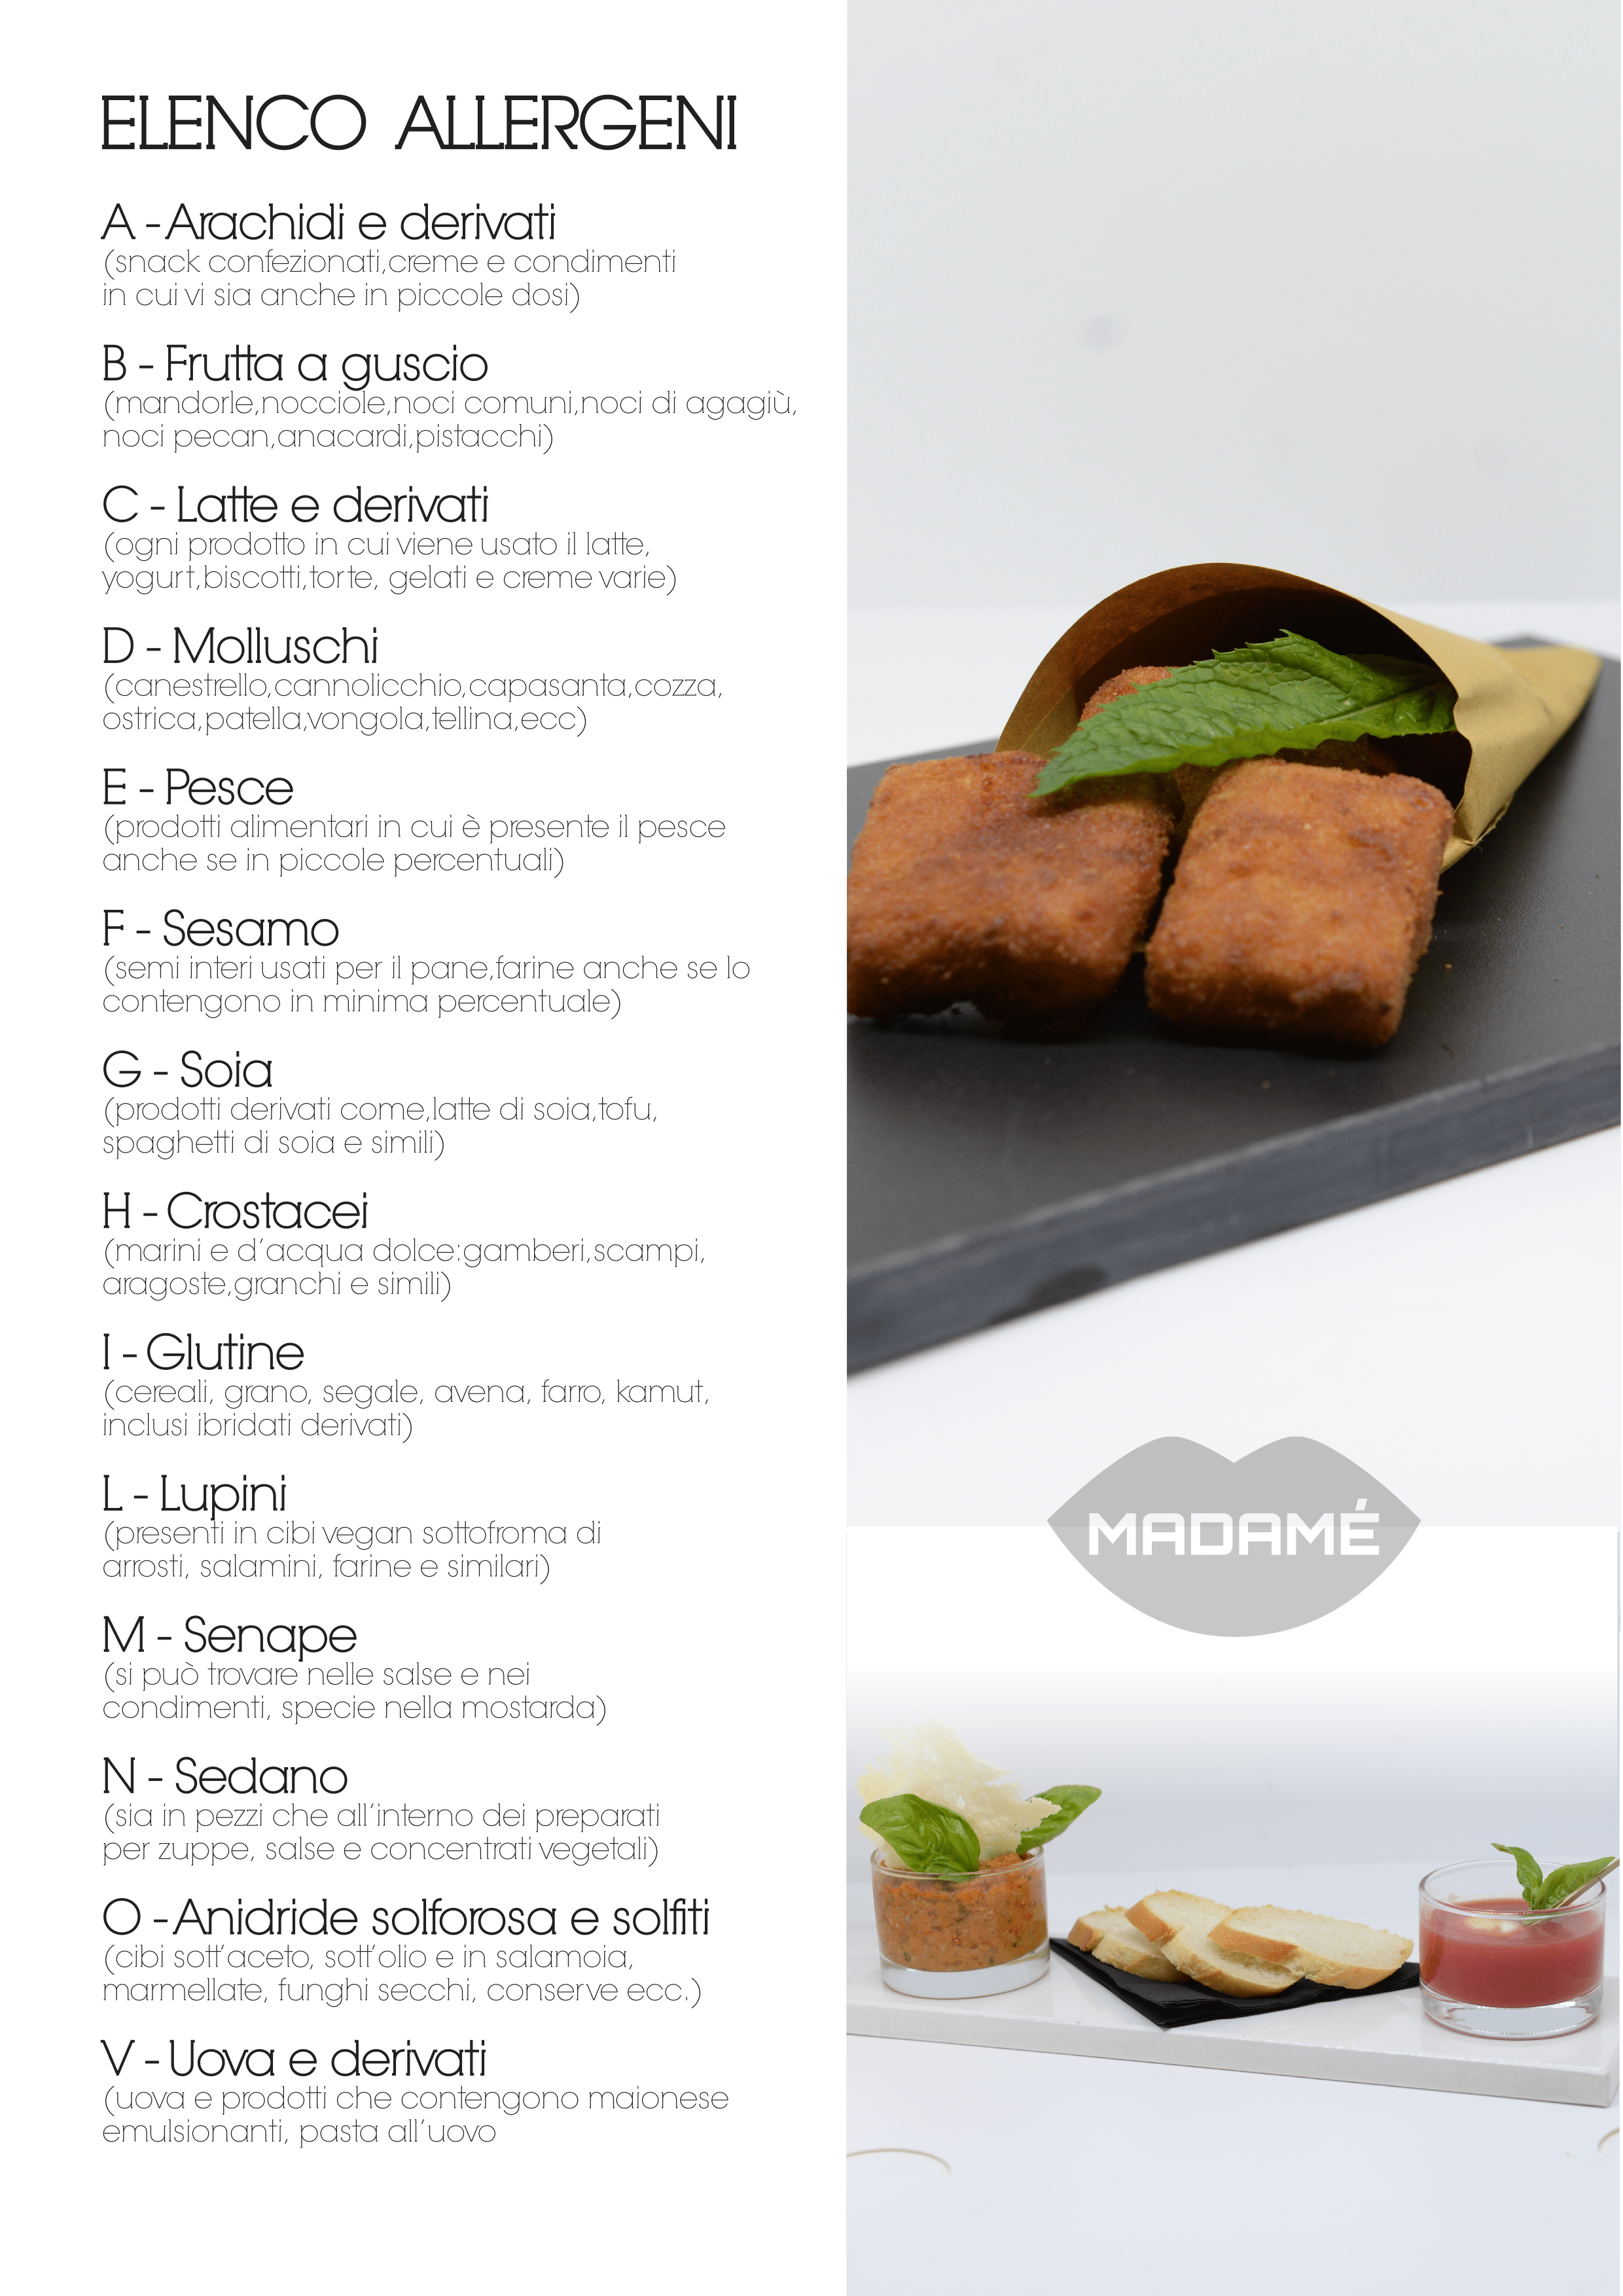 ELENCO ALLERGENI
A - Arachidi e derivati
(snack confezionati,creme e condimenti
in cui vi sia anche in piccole dosi)
B - Frutta a guscio
(mandorle,nocciole,noci comuni,noci di agagiù,
noci pecan,anacardi,pistacchi)
C - Latte e derivati
(ogni prodotto in cui viene usato il latte,
yogurt,biscotti,torte, gelati e creme varie)
D - Molluschi
(canestrello,cannolicchio,capasanta,cozza,
ostrica,patella,vongola,tellina,ecc)
E - Pesce
(prodotti alimentari in cui è presente il pesce
anche se in piccole percentuali)
F - Sesamo
(semi interi usati per il pane,farine anche se lo
contengono in minima percentuale)
G - Soia
(prodotti derivati come,latte di soia,tofu,
spaghetti di soia e simili)
H - Crostacei
(marini e d'acqua dolce:gamberi,scampi,
aragoste,granchi e simili)
I - Glutine
(cereali, grano, segale, avena, farro, kamut,
inclusi ibridati derivati)
L - Lupini
(presenti in cibi vegan sottofroma di
arrosti, salamini, farine e similari)
M - Senape
(si può trovare nelle salse e nei
condimenti, specie nella mostarda)
N - Sedano
(sia in pezzi che all'interno dei preparati
per zuppe, salse e concentrati vegetali)
O - Anidride solforosa e solfiti
(cibi sott'aceto, sott'olio e in salamoia,
marmellate, funghi secchi, conserve ecc.)
V - Uova e derivati
(uova e prodotti che contengono maionese
emulsionanti, pasta all'uovo
MADAMÉ